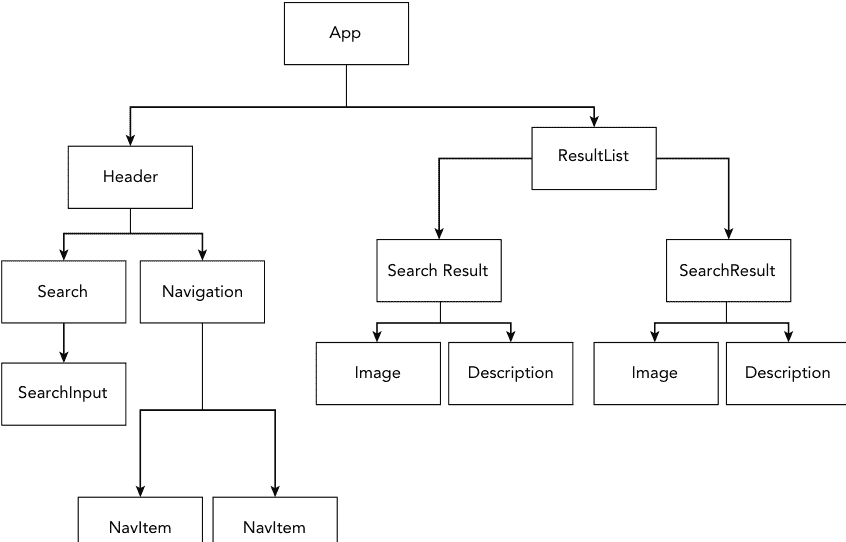 App
Header
ResultList
Search
Navigation
Search Result
SearchResult
SearchInput
Image
Description
Image
Description
NavItem
NavItem